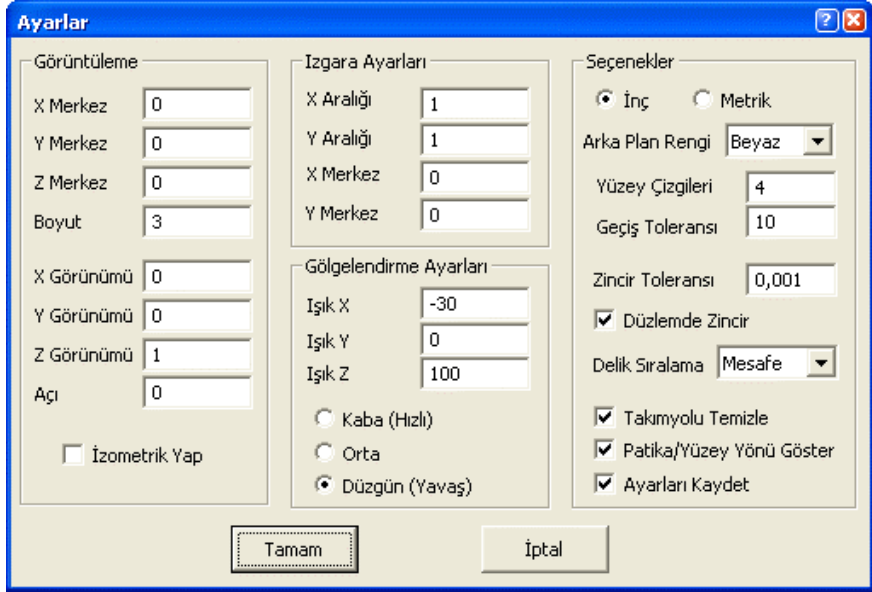 Ayarlar
Görüntüleme
X Merkez 0
Y Merkez 0
Z Merkez 0
Boyut 3
X Görünümü 0
Y Görünümü 0
Z Görünümü 1
Açı 0
İzometrik Yap
Izgara Ayarları
X Aralığı 1
Y Aralığı 1
X Merkez 0
Y Merkez 0
Gölgelendirme Ayarları
Işık X -30
Işık Y 0
Işık Z 100
Kaba (Hızlı)
Orta
Düzgün (Yavaş)
Seçenekler
İnç Metrik
Arka Plan Rengi Beyaz
Yüzey Çizgileri 4
Geçiş Toleransı 10
Zincir Toleransı 0,001
Düzlemde Zincir
Delik Sıralama Mesafe
Takımyolu Temizle
Patika/Yüzey Yönü Göster
Ayarları Kaydet
Tamam İptal